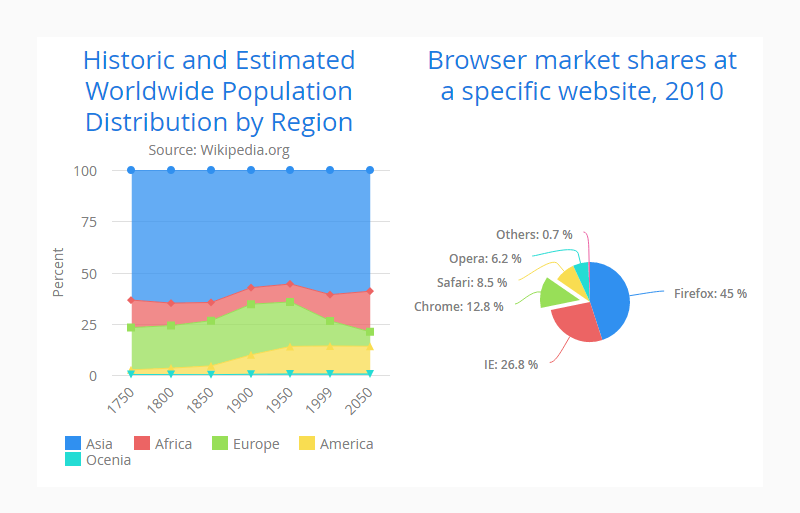 Historic and Estimated
Worldwide Population
Distribution by Region
Source: Wikipedia.org
Percent
100
75
50
25
0
1750
1800
1850
1900
1950
1999
2050
Asia
Africa
Europe
America
Ocenia
Browser market shares at
a specific website, 2010
Others: 0.7 %
Opera: 6.2 %
Safari: 8.5 %
Chrome: 12.8 %
Firefox: 45 %
IE: 26.8 %